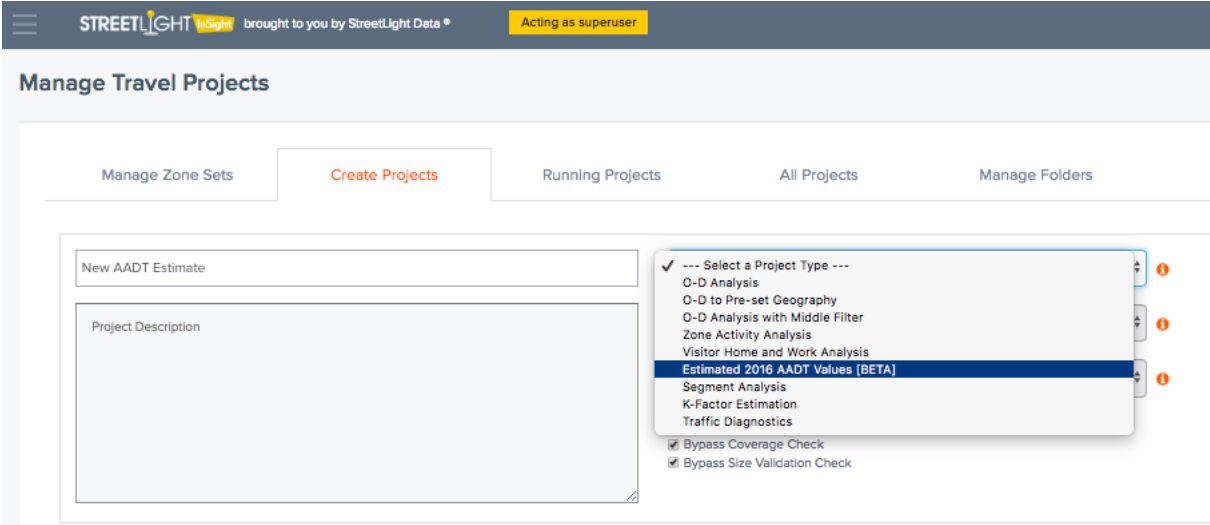 STREETLIGHT InSight brought to you by StreetLight Data ® Acting as superuser
Manage Travel Projects
Manage Zone Sets Create Projects Running Projects All Projects Manage Folders
New AADT Estimate
Project Description
✓ --- Select a Project Type ---
O-D Analysis
O-D to Pre-set Geography
O-D Analysis with Middle Filter
Zone Activity Analysis
Visitor Home and Work Analysis
Estimated 2016 AADT Values [BETA]
Segment Analysis
K-Factor Estimation
Traffic Diagnostics
Bypass Coverage Check
Bypass Size Validation Check